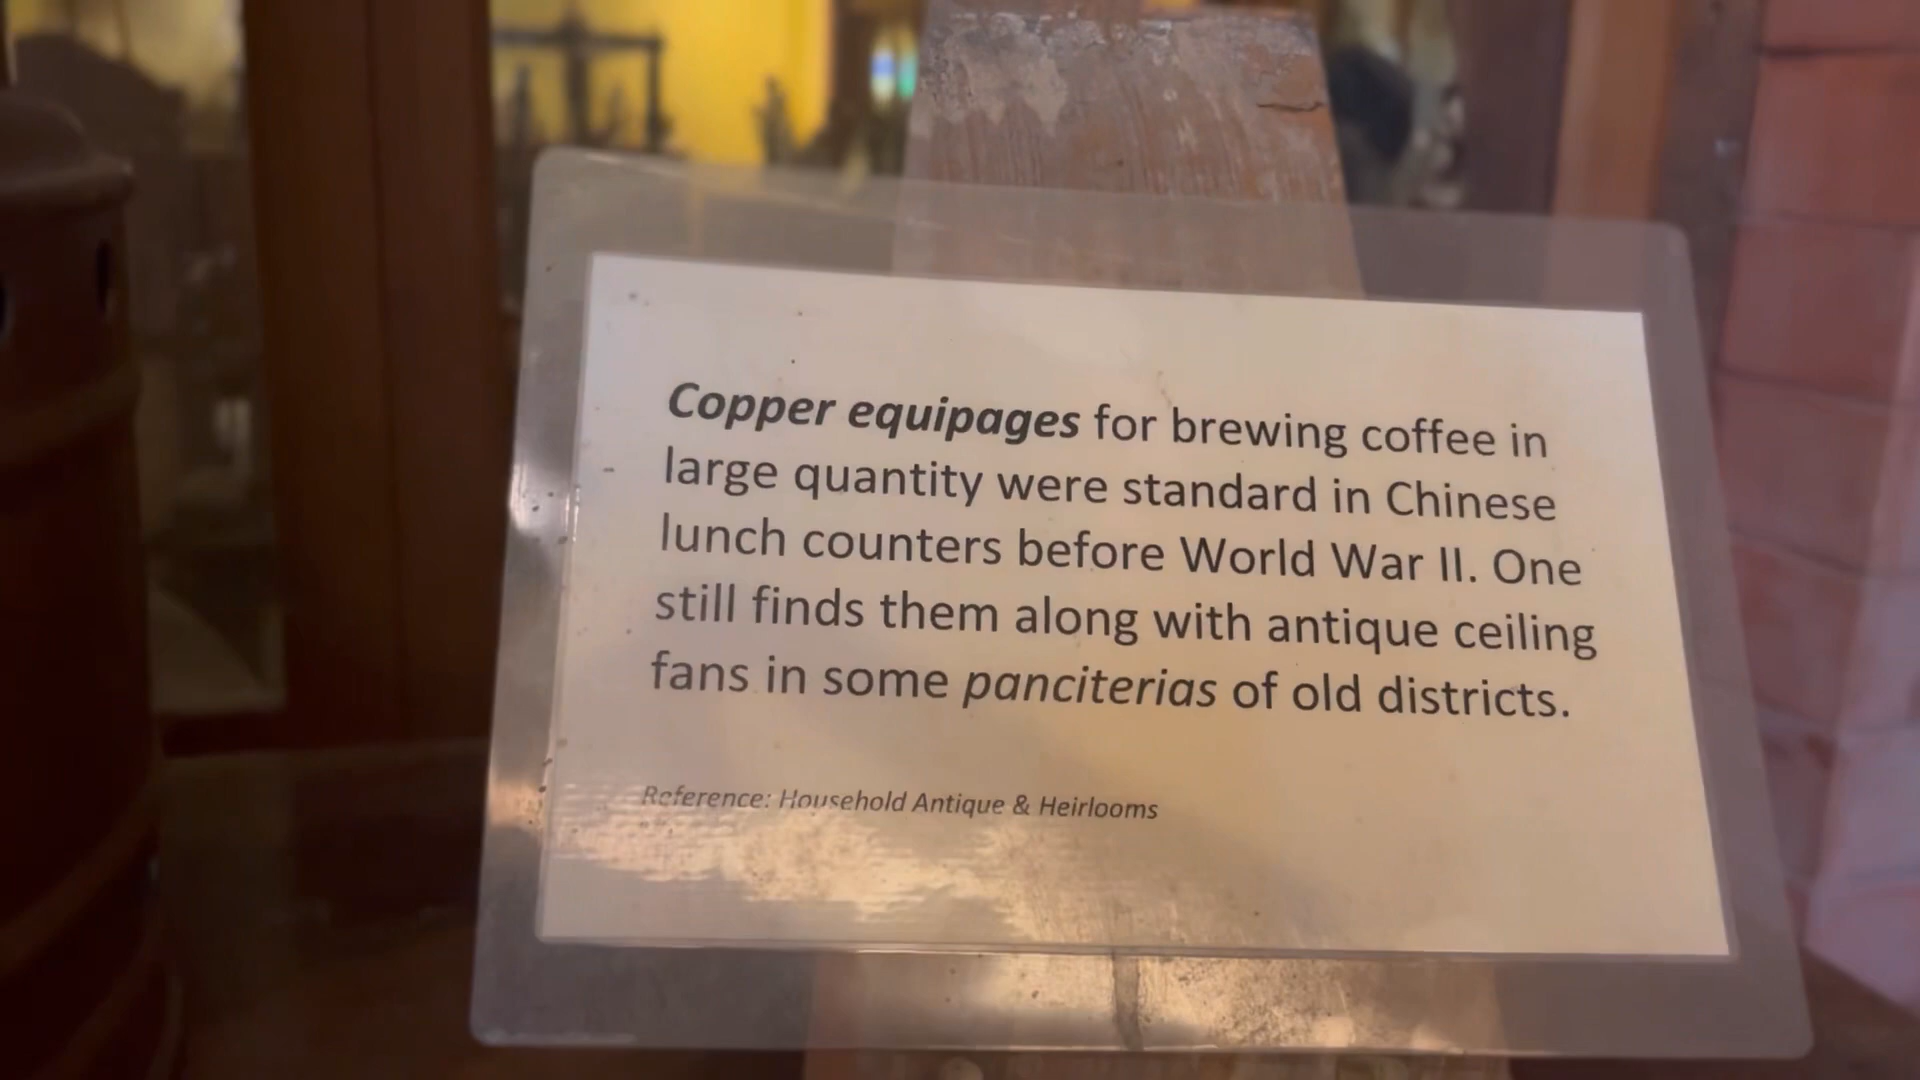 Copper equipages for brewing coffee in
large quantity were standard in Chinese
lunch counters before World War II. One
still finds them along with antique ceiling
fans in some panciterias of old districts.
Reference: Household Antique & Heirlooms